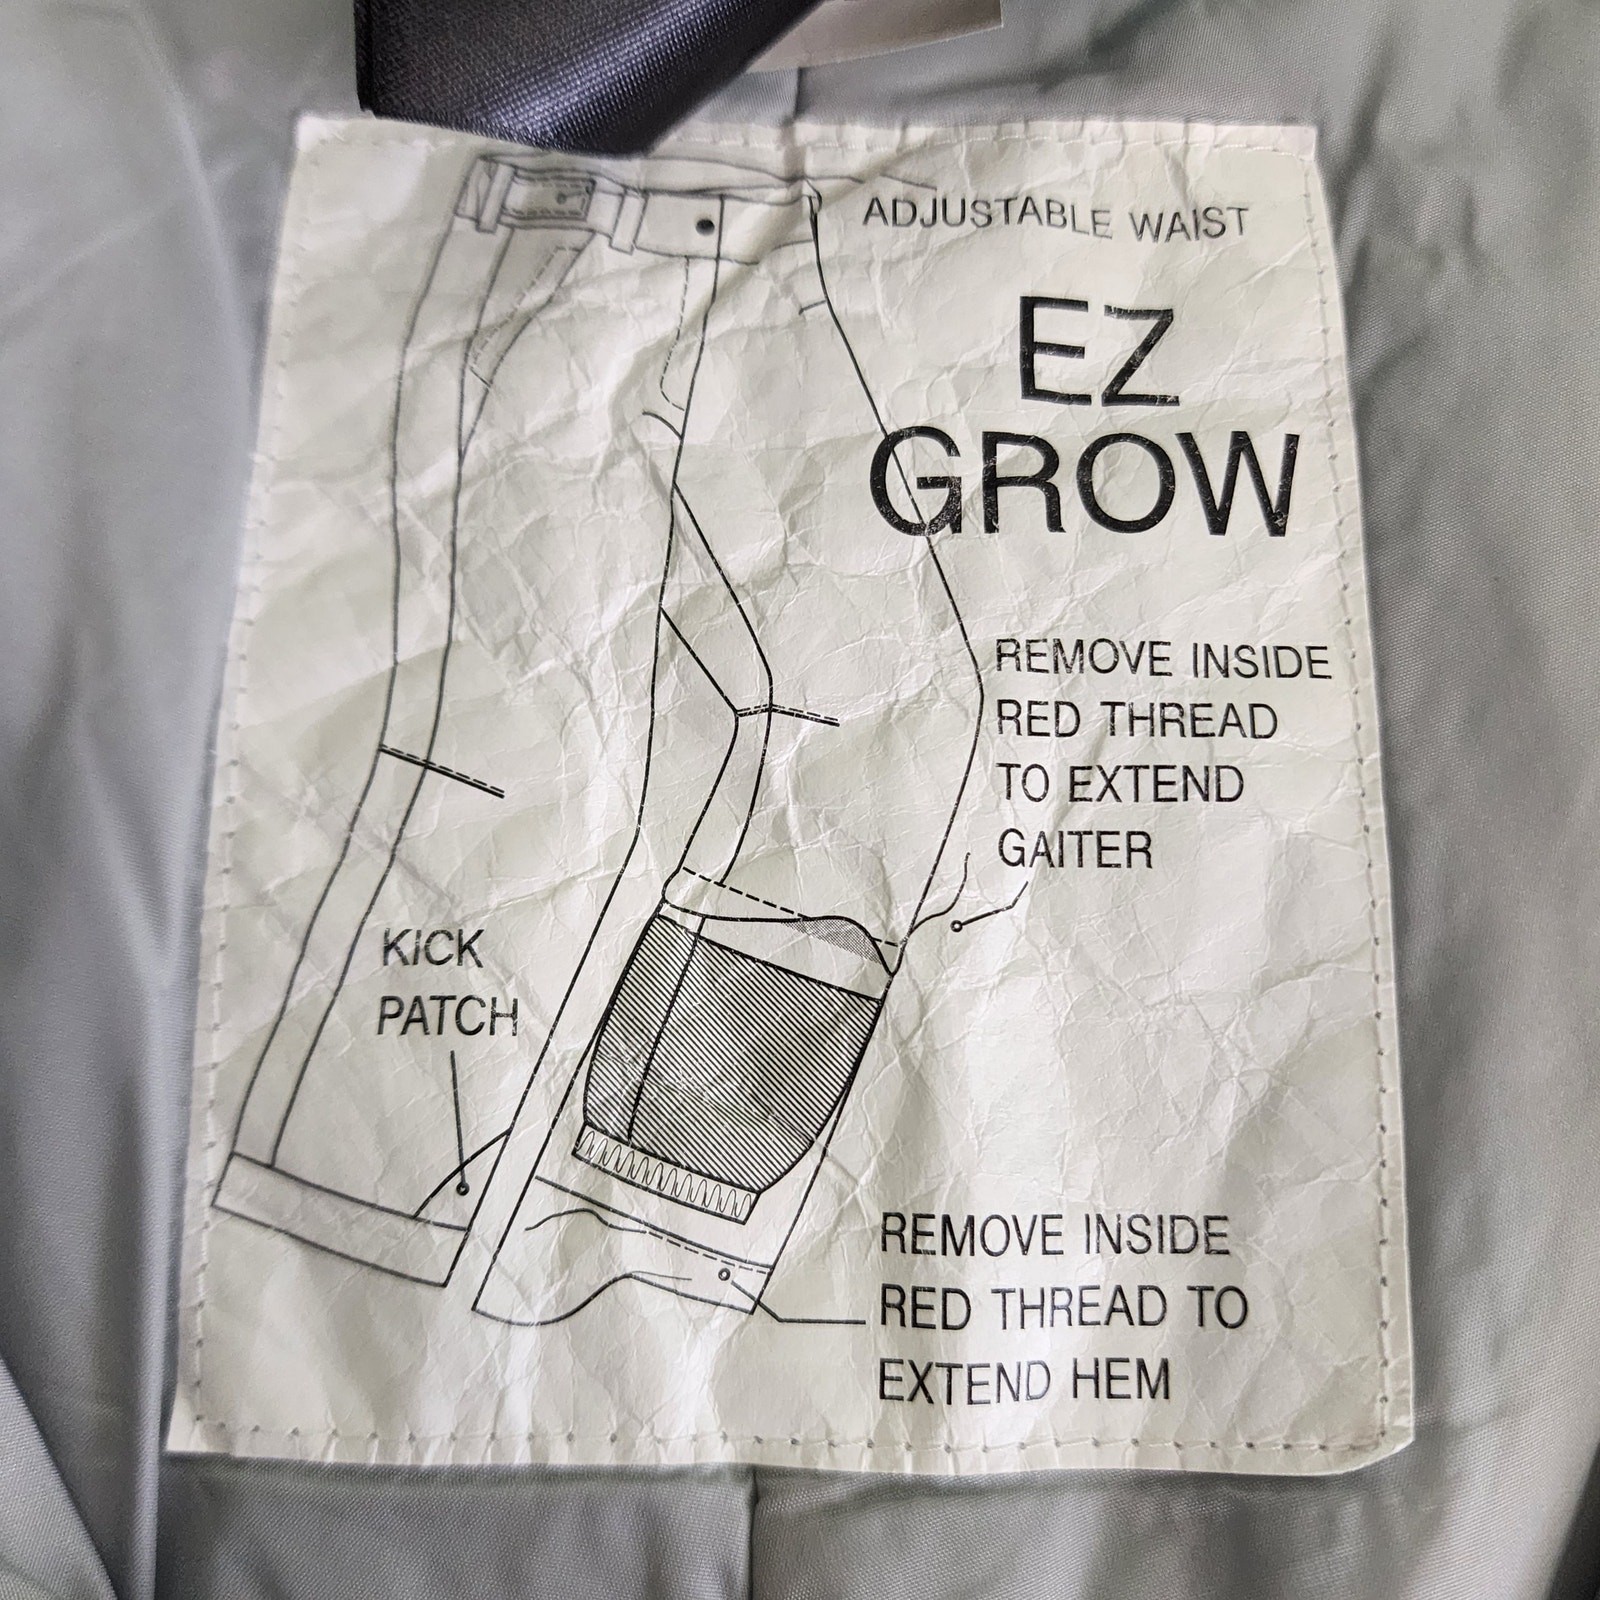 ADJUSTABLE WAIST
EZ
GROW
REMOVE INSIDE
RED THREAD
TO EXTEND
GAITER
KICK
PATCH
REMOVE INSIDE
RED THREAD TO
EXTEND HEM